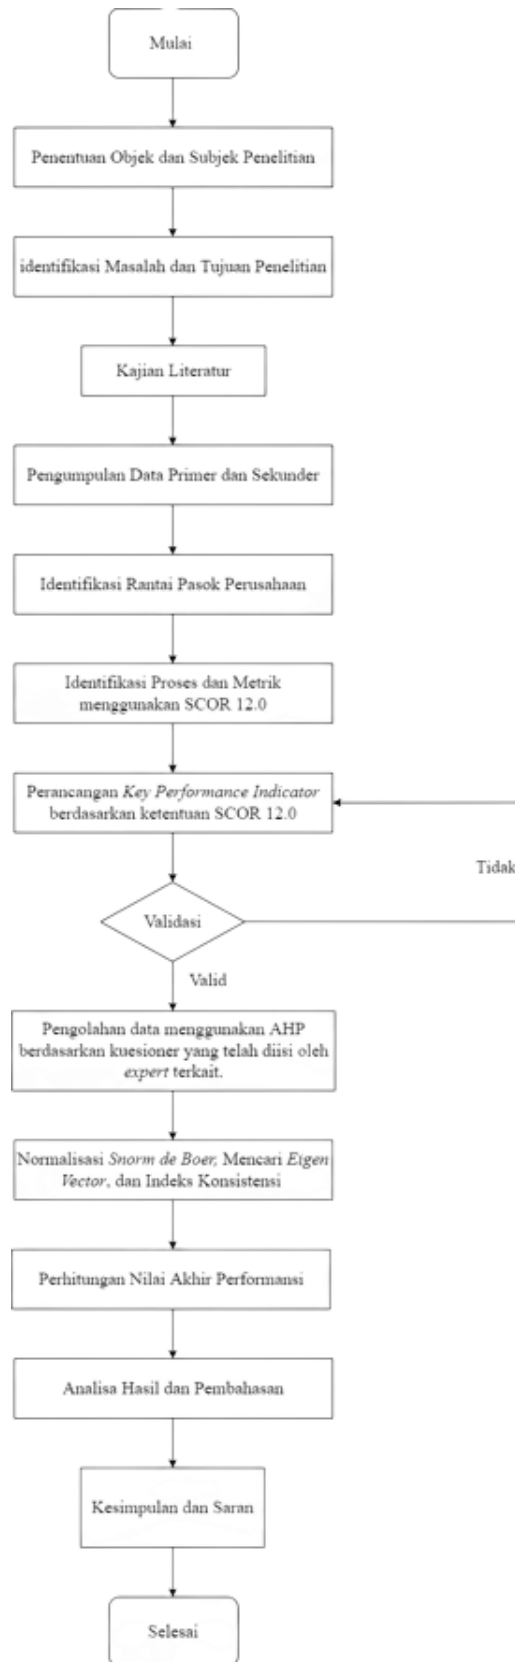 Mulai
Penentuan Objek dan Subjek Penelitian
identifikasi Masalah dan Tujuan Penelitian
Kajian Literatur
Pengumpulan Data Primer dan Sekunder
Identifikasi Rantai Pasok Perusahaan
Identifikasi Proses dan Metrik
menggunakan SCOR 12.0
Perancangan Key Performance Indicator
berdasarkan ketentuan SCOR 12.0
Tidak
Validasi
Valid
Pengolahan data menggunakan AHP
berdasarkan kuesioner yang telah diisi oleh
expert terkait.
Normalisasi Snorm de Boer, Mencari Eigen
Vector, dan Indeks Konsistensi
Perhitungan Nilai Akhir Performansi
Analisa Hasil dan Pembahasan
Kesimpulan dan Saran
Selesai